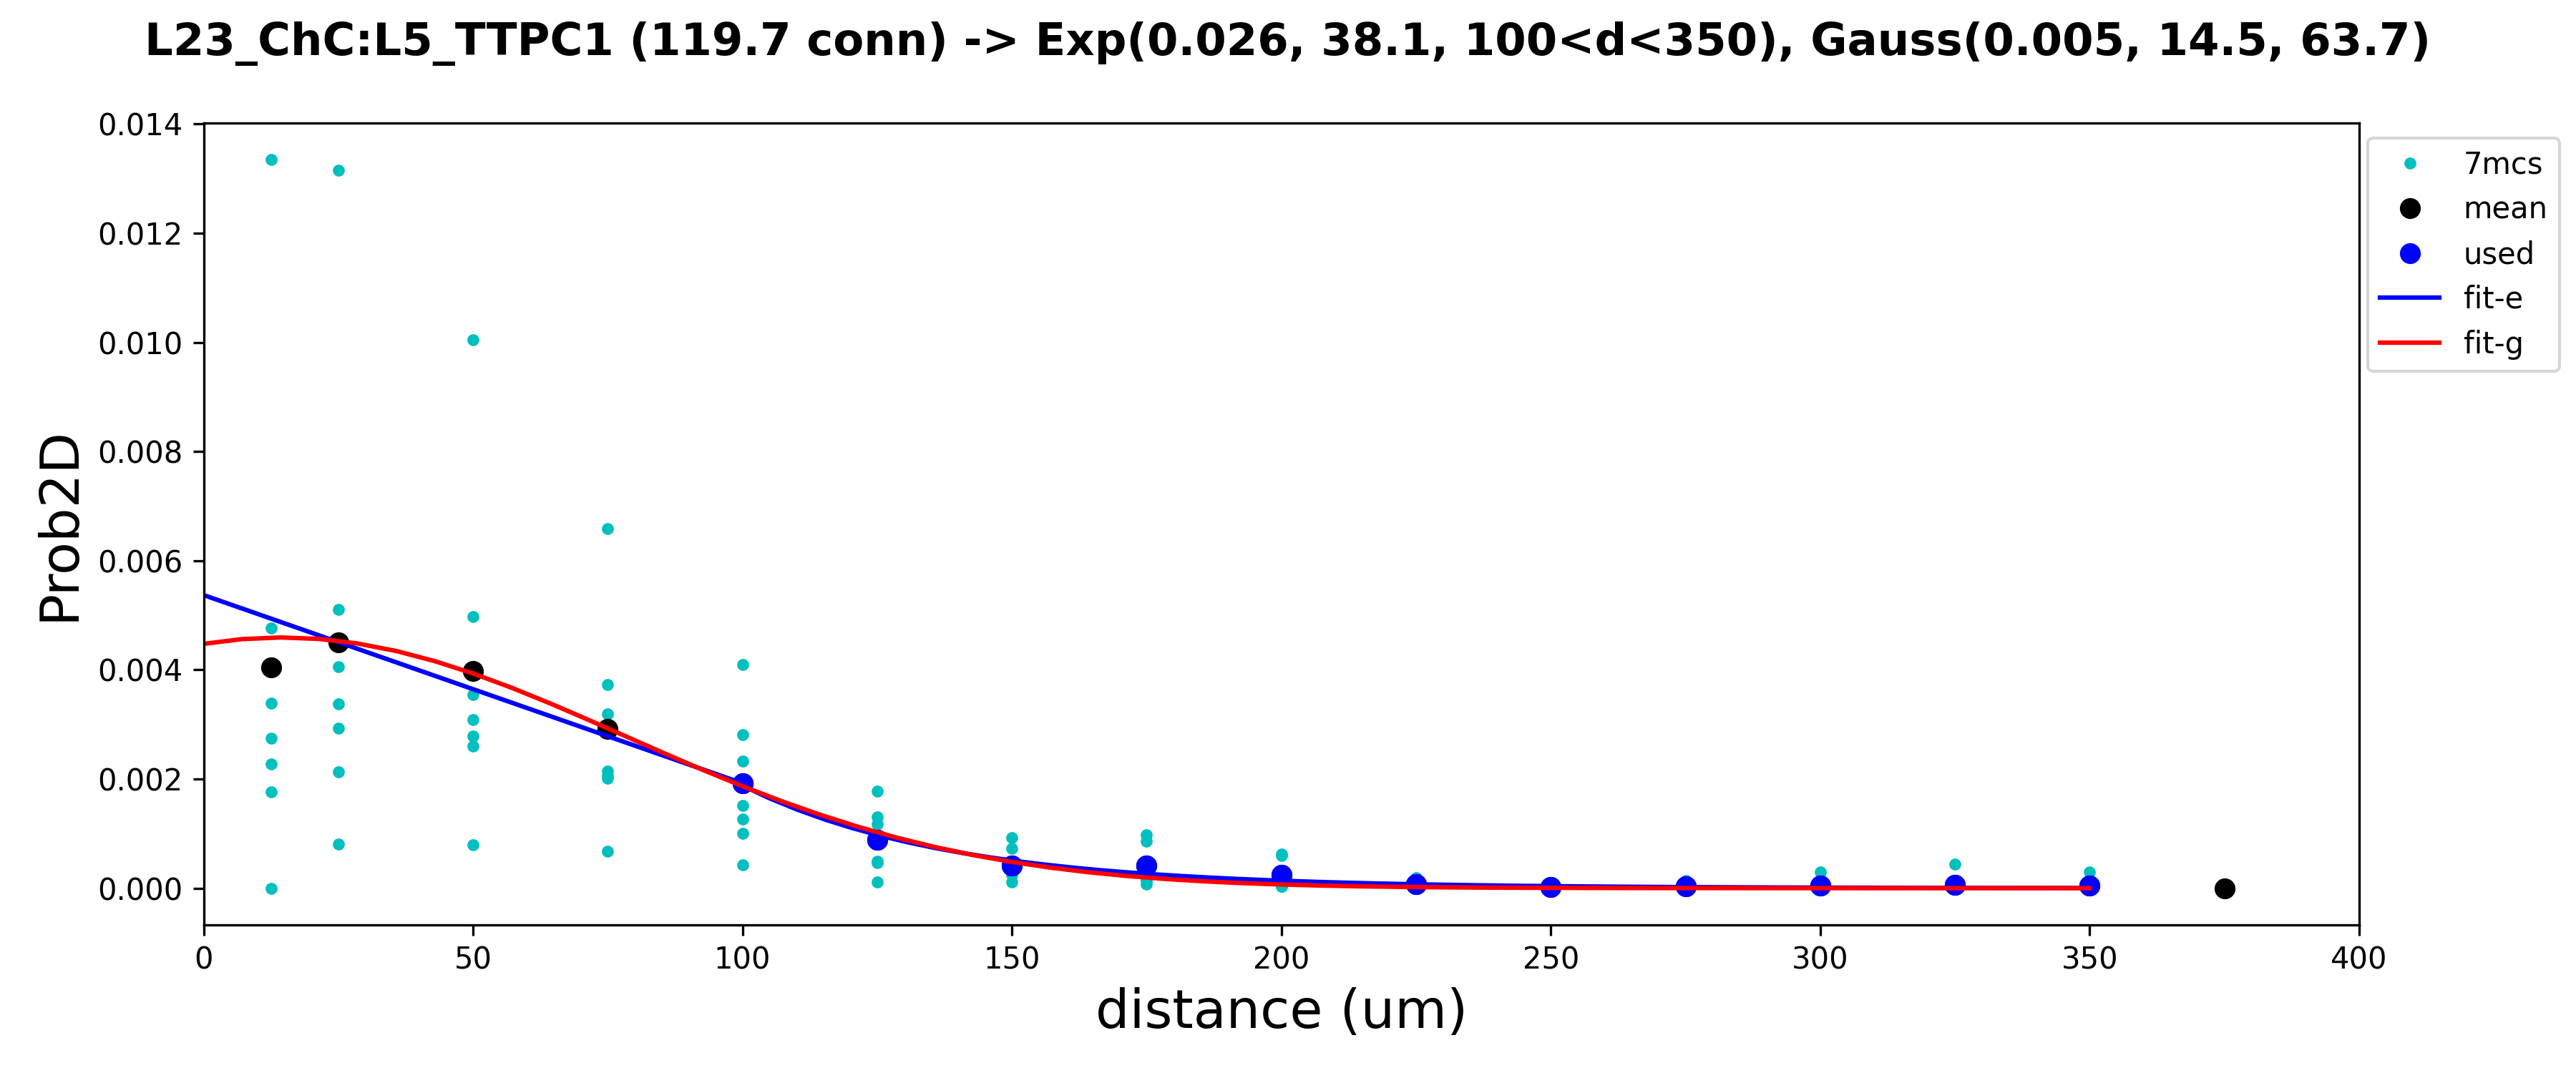 L23_ChC:L5_TTPC1 (119.7 conn) -> Exp(0.026, 38.1, 100<d<350), Gauss(0.005, 14.5, 63.7)
0.014
0.012
0.010
0.008
0.006
0.004
0.002
0.000
Prob2D
0 50 100 150 200 250 300 350 400
distance (um)
7mcs
mean
used
fit-e
fit-g